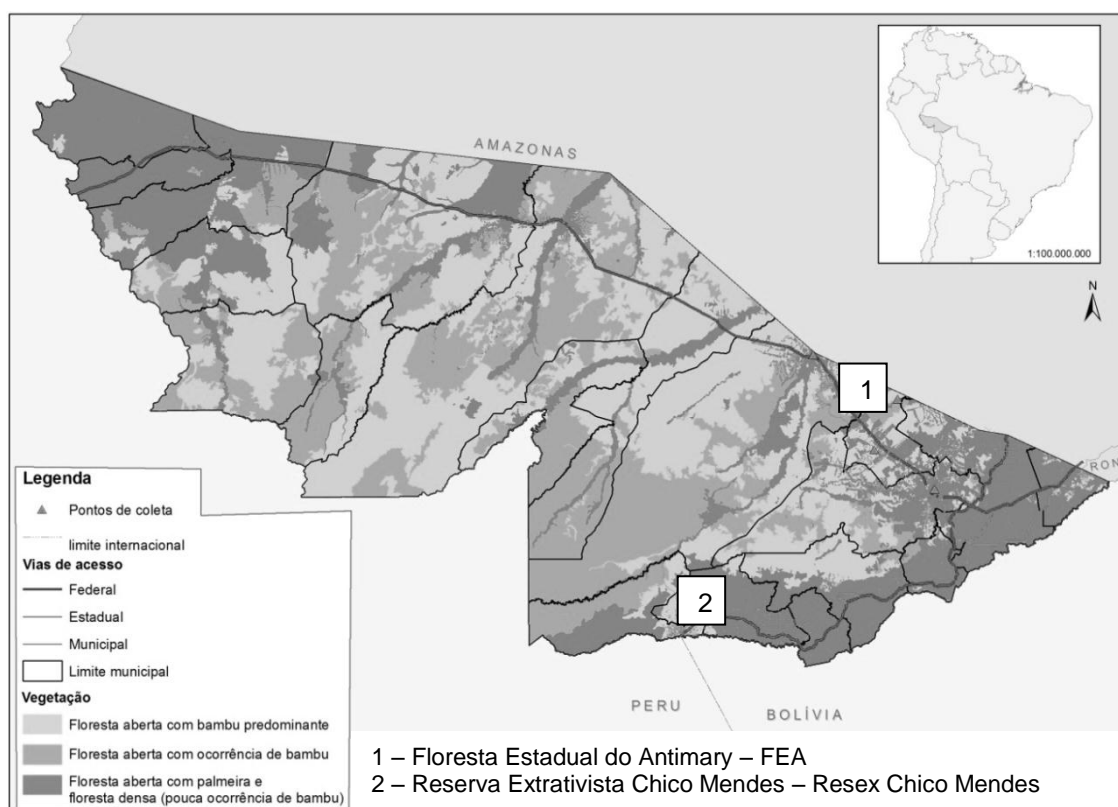 AMAZONAS
1:100.000.000
N
1
RON
2
PERU
BOLÍVIA
Legenda
Pontos de coleta
limite internacional
Vias de acesso
Federal
Estadual
Municipal
Limite municipal
Vegetação
Floresta aberta com bambu predominante
Floresta aberta com ocorrência de bambu
Floresta aberta com palmeira e
floresta densa (pouca ocorrência de bambu)
1 – Floresta Estadual do Antimary – FEA
2 – Reserva Extrativista Chico Mendes – Resex Chico Mendes